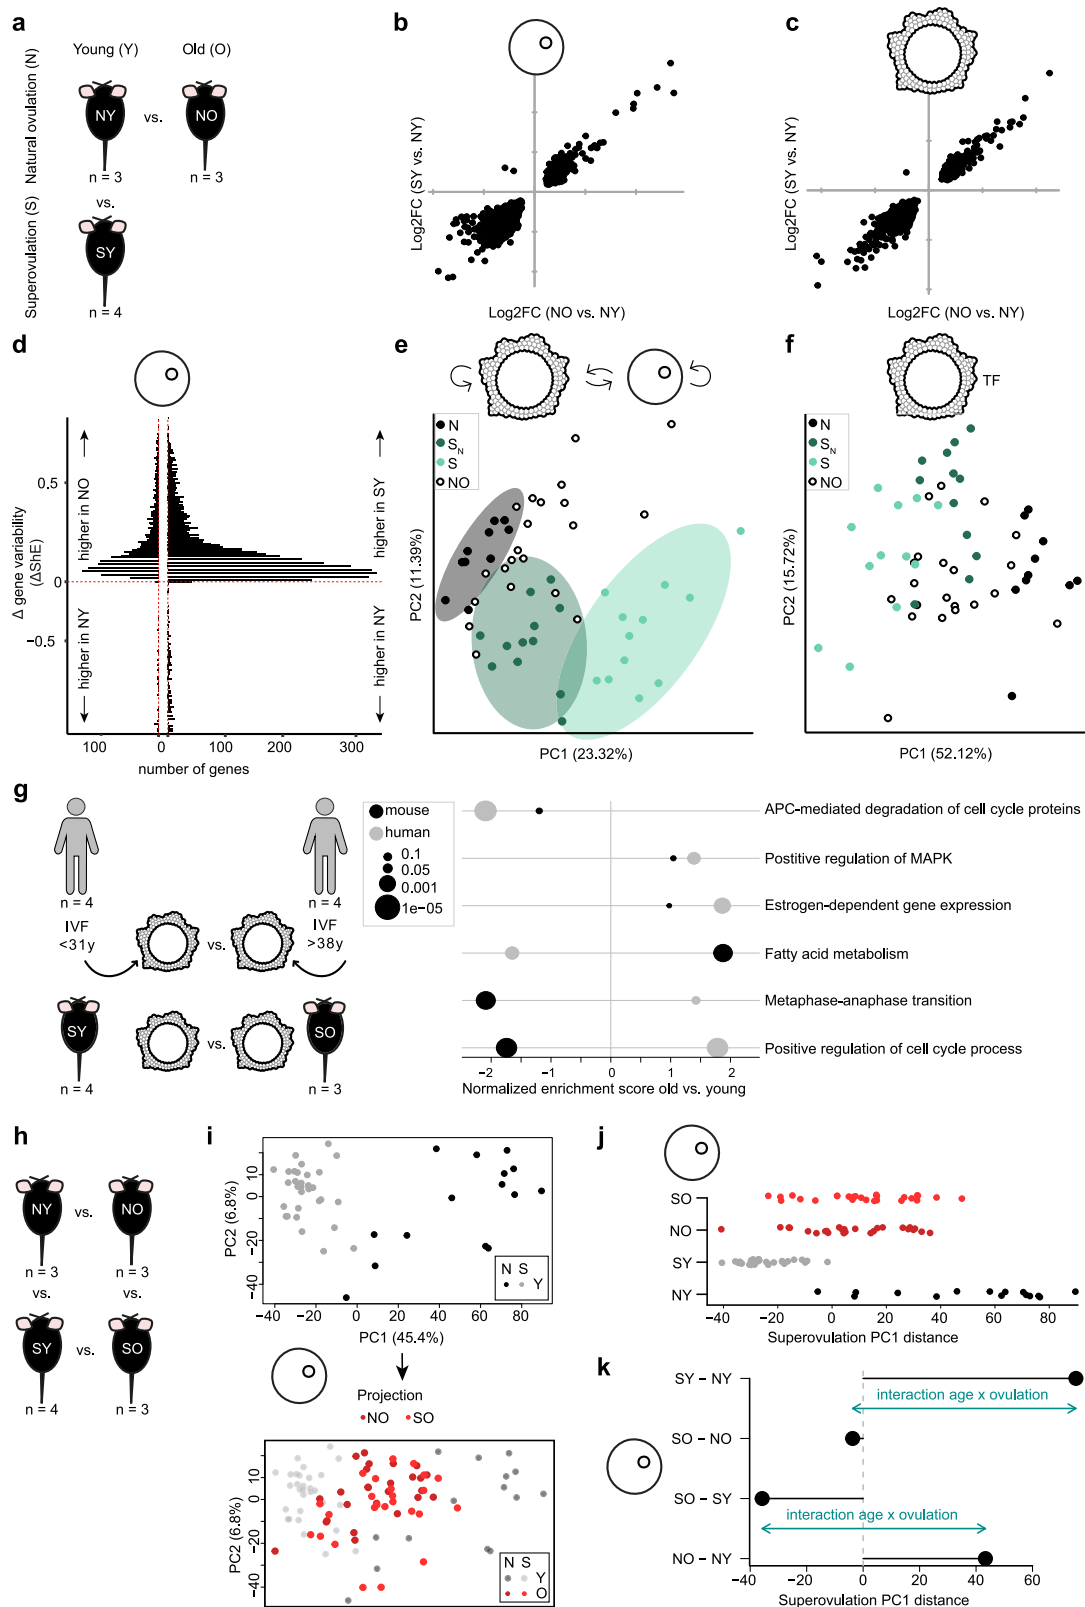 a
Young (Y)
Old (O)
Natural ovulation (N)
NY
vs.
NO
n = 3
n = 3
vs.
Superovulation (S)
SY
n = 4
b
Log2FC (SY vs. NY)
Log2FC (NO vs. NY)
c
Log2FC (SY vs. NY)
Log2FC (NO vs. NY)
d
Δ gene variability
(ΔShE)
higher in NO
higher in SY
higher in NY
higher in NY
0.5
0
−0.5
100
0
100
200
300
number of genes
e
N
S_N
S
NO
PC2 (11.39%)
PC1 (23.32%)
f
TF
N
S_N
S
NO
PC2 (15.72%)
PC1 (52.12%)
g
n = 4
IVF
<31y
vs.
n = 4
IVF
>38y
SY
n = 4
vs.
SO
n = 3
mouse
human
0.1
0.05
0.001
1e−05
APC-mediated degradation of cell cycle proteins
Postitive regulation of MAPK
Estrogen-dependent gene expression
Fatty acid metabolism
Metaphase-anaphase transition
Positive regulation of cell cycle process
−2
−1
0
1
2
Normalized enrichment score old vs. young
h
NY
vs.
NO
n = 3
n = 3
vs.
vs.
SY
vs.
SO
n = 4
n = 3
i
PC2 (6.8%)
10
0
−20
−40
N S
Y
−40 −20 0 20 40 60 80
PC1 (45.4%)
Projection
NO SO
PC2 (6.8%)
10
0
−20
−40
N S
Y
O
j
SO
NO
SY
NY
−40 −20 0 20 40 60 80
Superovulation PC1 distance
k
SY − NY
interaction age x ovulation
SO − NO
SO − SY
interaction age x ovulation
NO − NY
−40 −20 0 20 40 60
Superovulation PC1 distance